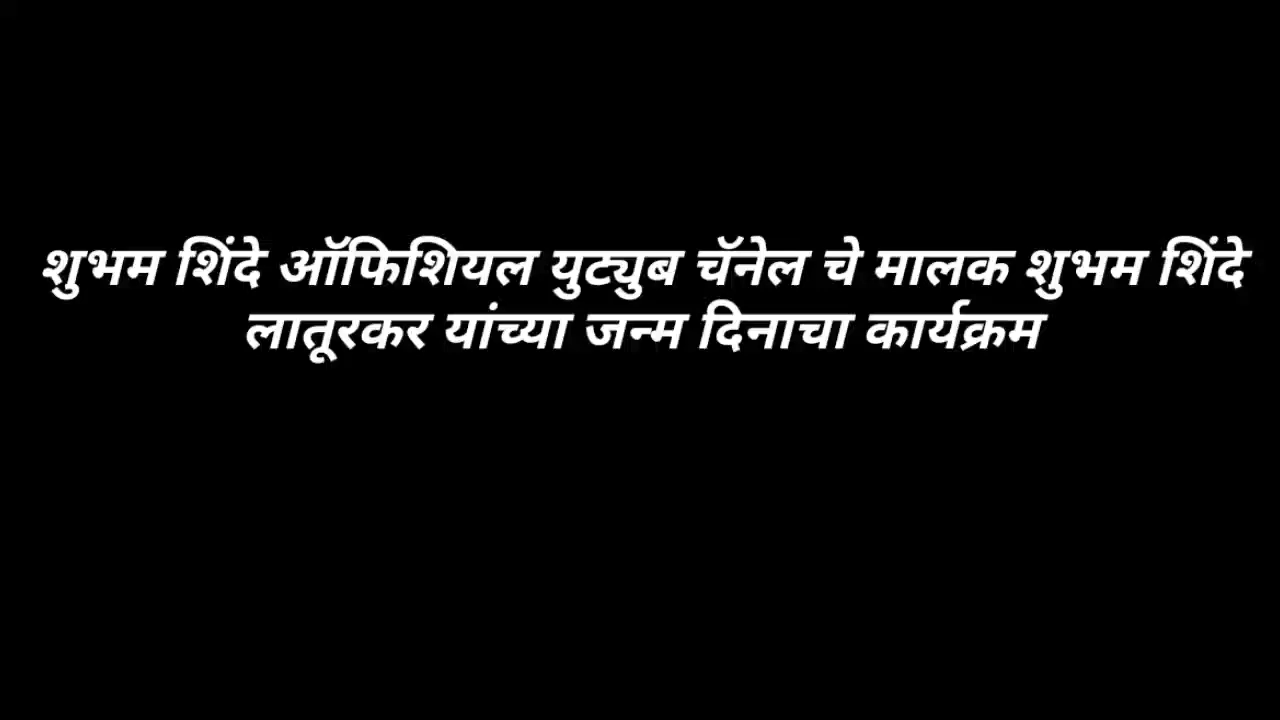 शुभम शिंदे ऑफिशियल युट्युब चॅनेल चे मालक शुभम शिंदे
लातूरकर यांच्या जन्म दिनाचा कार्यक्रम